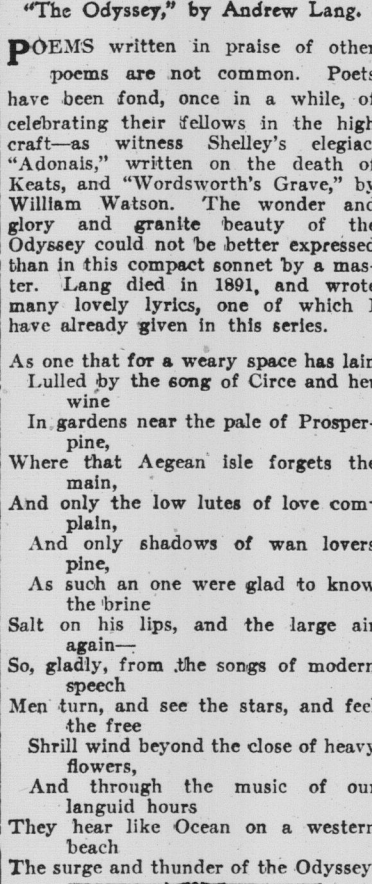 "The Odyssey," by Andrew Lang.
POEMS written in praise of other
poems are not common. Poets
have been fond, once in a while, of
celebrating their fellows in the high
craft—as witness Shelley's elegiac
"Adonais," written on the death of
Keats, and "Wordsworth's Grave," by
William Watson. The wonder and
glory and granite beauty of the
Odyssey could not be better expressed
than in this compact sonnet by a mas-
ter. Lang died in 1891, and wrote
many lovely lyrics, one of which I
have already given in this series.
As one that for a weary space has lain
Lulled by the song of Circe and her
wine
In gardens near the pale of Prosper-
pine,
Where that Aegean isle forgets the
main,
And only the low lutes of love com-
plain,
And only shadows of wan lovers
pine,
As such an one were glad to know
the brine
Salt on his lips, and the large air
again—
So, gladly, from the songs of modern
speech
Men turn, and see the stars, and feel
the free
Shrill wind beyond the close of heavy
flowers,
And through the music of our
languid hours
They hear like Ocean on a western
beach
The surge and thunder of the Odyssey